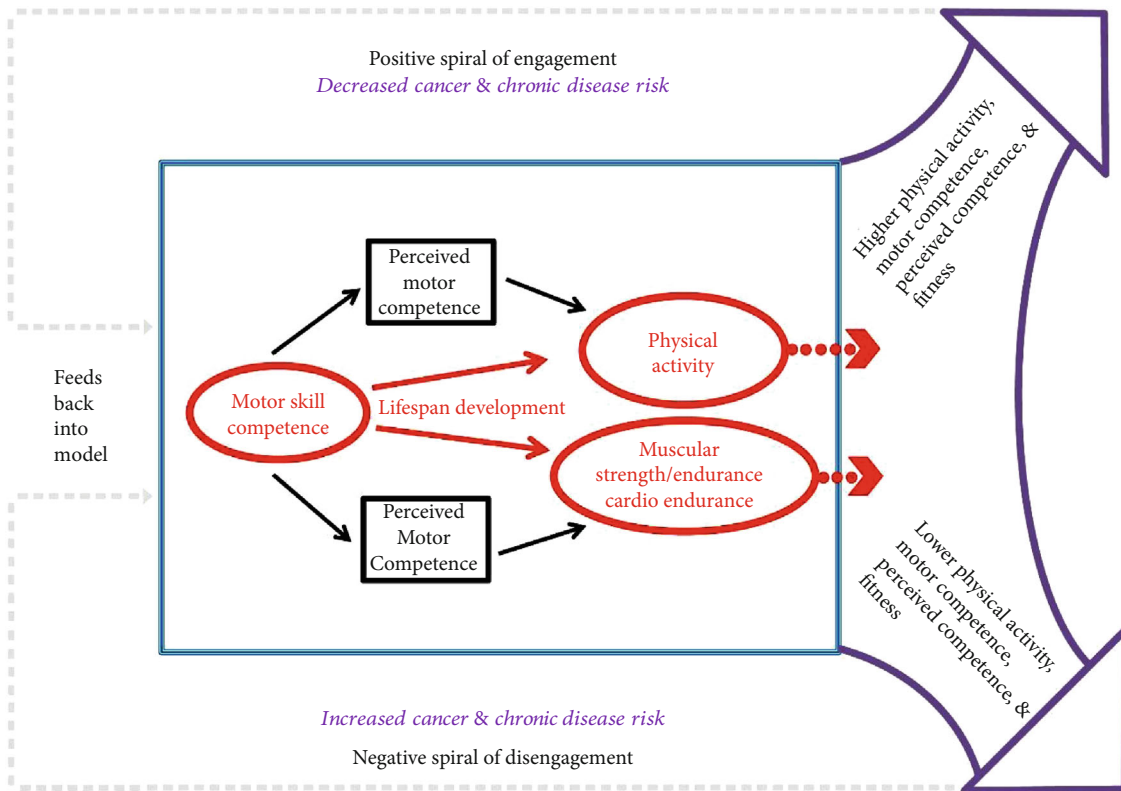 Positive spiral of engagement
Decreased cancer & chronic disease risk
Higher physical activity,
motor competence,
perceived competence, &
fitness
Perceived
motor
competence
Physical
activity
Feeds
back
into
model
Motor skill
competence
Lifespan development
Muscular
strength/endurance
cardio endurance
Perceived
Motor
Competence
Lower physical activity,
motor competence,
perceived competence, &
fitness
Increased cancer & chronic disease risk
Negative spiral of disengagement